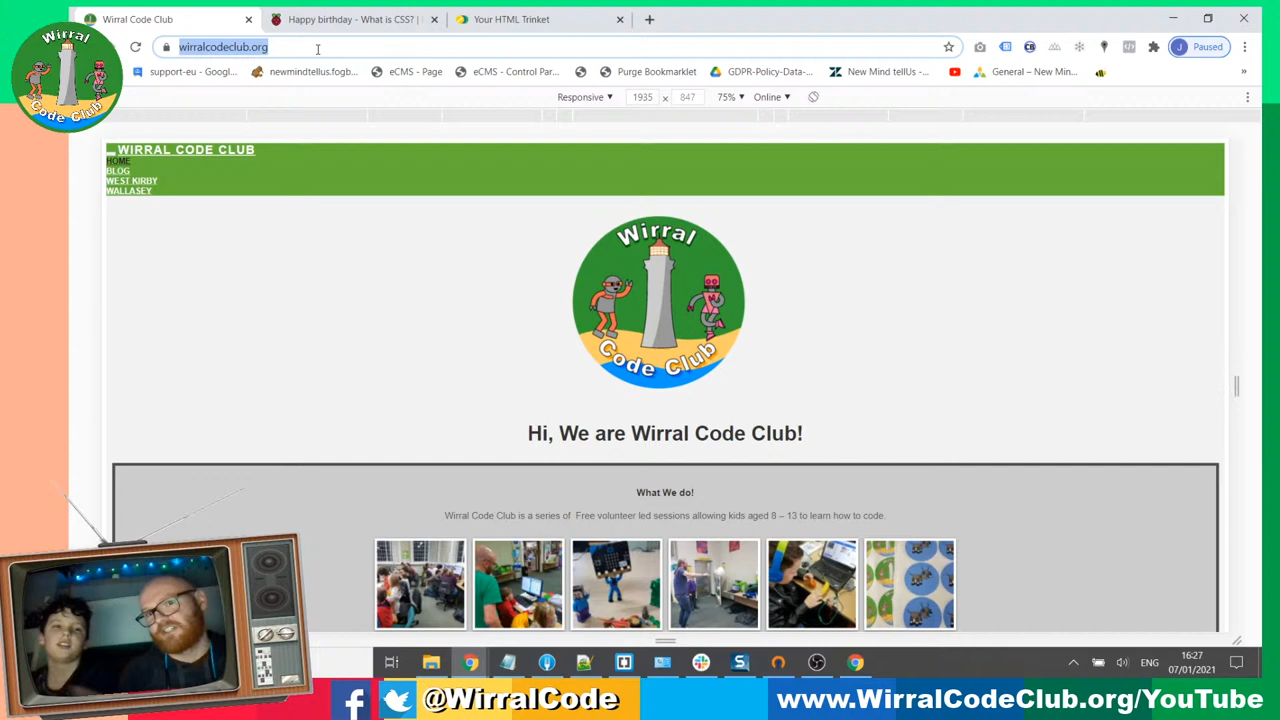 Wirral Code Club
Happy birthday - What is CSS? |
Your HTML Trinket
wirralcodeclub.org
Paused
support-eu - Googl...
newmindtellus.fogb...
eCMS - Page
eCMS - Control Par...
Purge Bookmarklet
GDPR-Policy-Data-...
New Mind tellUs -...
General – New Min...
Responsive
1935 x 847
75%
Online
Wirral
Code Club
WIRRAL CODE CLUB
HOME
BLOG
WEST KIRBY
WALLASEY
Wirral
Code Club
Hi, We are Wirral Code Club!
What We do!
Wirral Code Club is a series of Free volunteer led sessions allowing kids aged 8 – 13 to learn how to code.
ENG
16:27
07/01/2021
@WirralCode
www.WirralCodeClub.org/YouTube